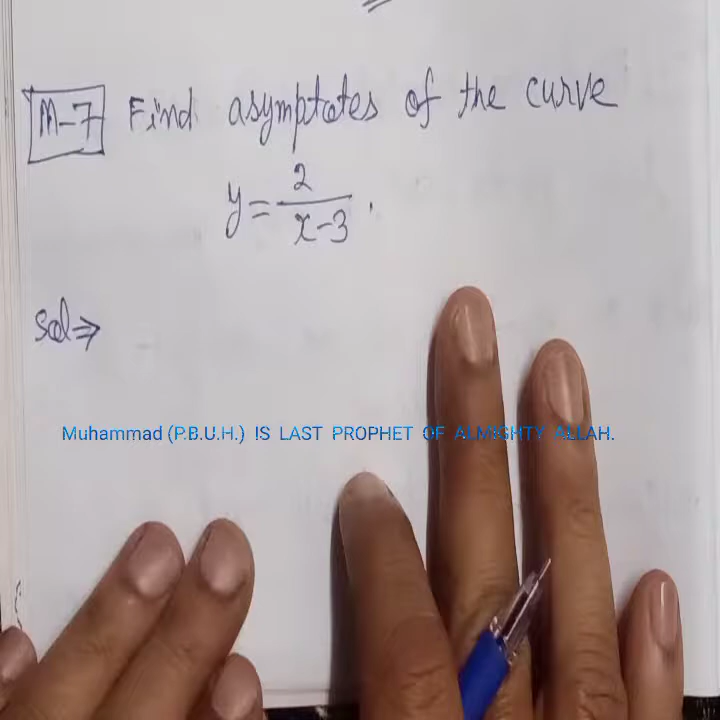 M-7 Find asymptotes of the curve
y = 2/(x-3) .
Sol⇒
Muhammad (P.B.U.H.) IS LAST PROPHET OF ALMIGHTY ALLAH.